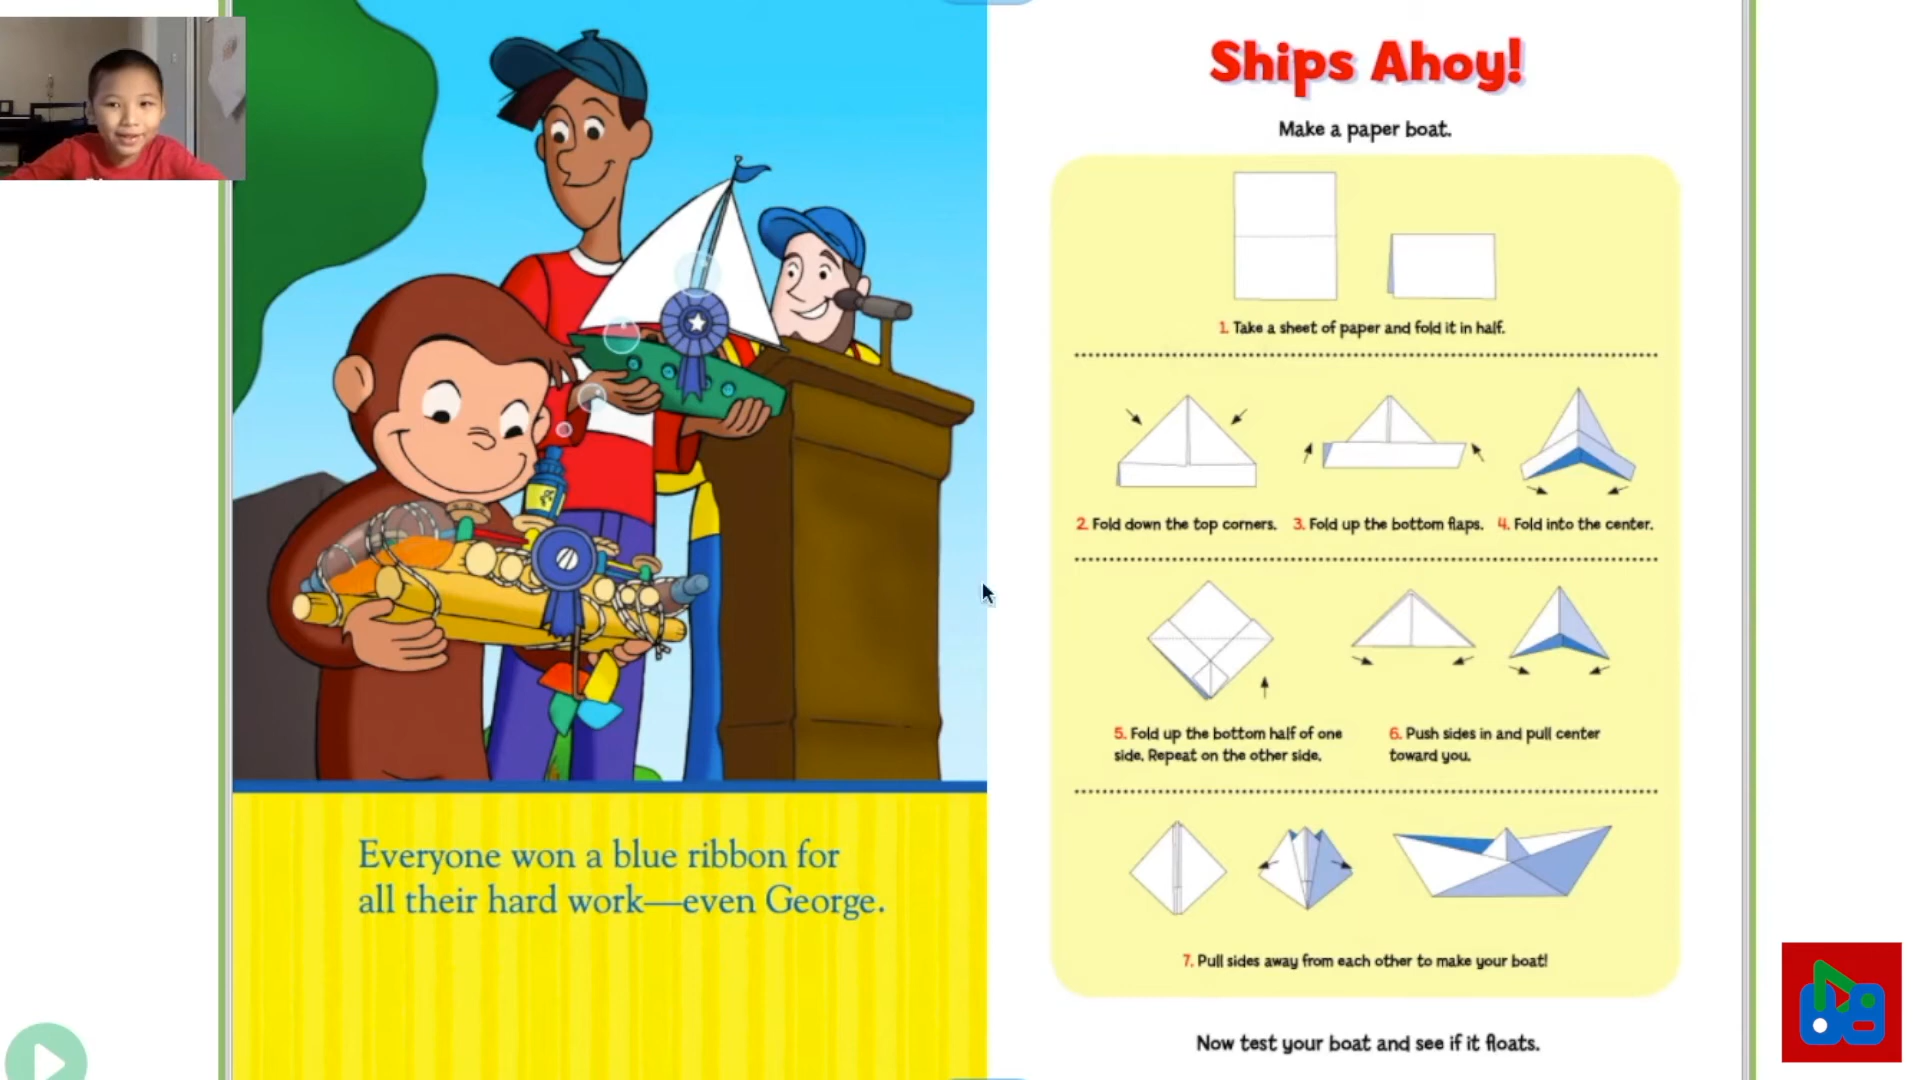 Everyone won a blue ribbon for
all their hard work—even George.
Ships Ahoy!
Make a paper boat.
1. Take a sheet of paper and fold it in half.
2. Fold down the top corners.
3. Fold up the bottom flaps.
4. Fold into the center.
5. Fold up the bottom half of one
side. Repeat on the other side.
6. Push sides in and pull center
toward you.
7. Pull sides away from each other to make your boat!
Now test your boat and see if it floats.